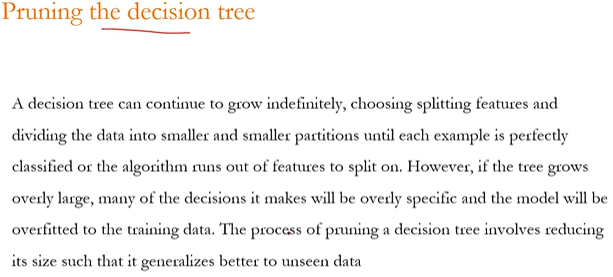 Pruning the decision tree
A decision tree can continue to grow indefinitely, choosing splitting features and
dividing the data into smaller and smaller partitions until each example is perfectly
classified or the algorithm runs out of features to split on. However, if the tree grows
overly large, many of the decisions it makes will be overly specific and the model will be
overfitted to the training data. The process of pruning a decision tree involves reducing
its size such that it generalizes better to unseen data